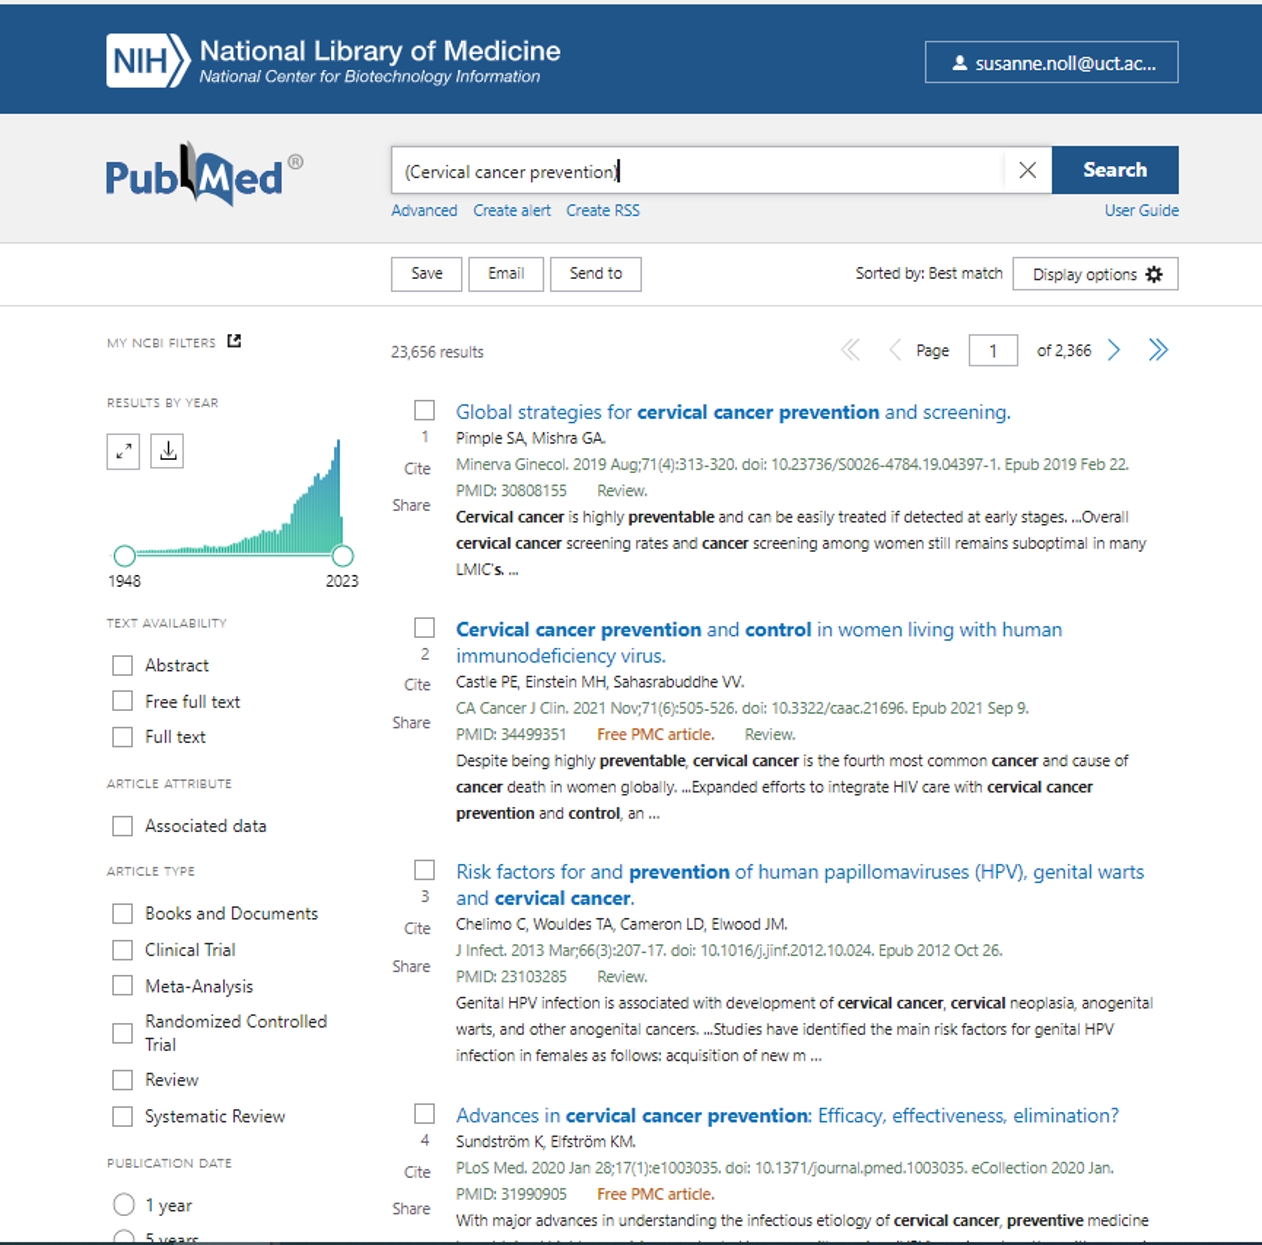 NIH National Library of Medicine
National Center for Biotechnology Information
susanne.noll@uct.ac...
PubMed®
(Cervical cancer prevention)
Search
Advanced Create alert Create RSS
User Guide
Save Email Send to
Sorted by: Best match
Display options
MY NCBI FILTERS
RESULTS BY YEAR
1948 2023
TEXT AVAILABILITY
Abstract
Free full text
Full text
ARTICLE ATTRIBUTE
Associated data
ARTICLE TYPE
Books and Documents
Clinical Trial
Meta-Analysis
Randomized Controlled
Trial
Review
Systematic Review
PUBLICATION DATE
1 year
5 years
23,656 results
Page 1 of 2,366
1
Cite
Share
Global strategies for cervical cancer prevention and screening.
Pimple SA, Mishra GA.
Minerva Ginecol. 2019 Aug;71(4):313-320. doi: 10.23736/S0026-4784.19.04397-1. Epub 2019 Feb 22.
PMID: 30808155 Review.
Cervical cancer is highly preventable and can be easily treated if detected at early stages. ...Overall
cervical cancer screening rates and cancer screening among women still remains suboptimal in many
LMIC's. ...
2
Cite
Share
Cervical cancer prevention and control in women living with human
immunodeficiency virus.
Castle PE, Einstein MH, Sahasrabuddhe VV.
CA Cancer J Clin. 2021 Nov;71(6):505-526. doi: 10.3322/caac.21696. Epub 2021 Sep 9.
PMID: 34499351 Free PMC article. Review.
Despite being highly preventable, cervical cancer is the fourth most common cancer and cause of
cancer death in women globally. ...Expanded efforts to integrate HIV care with cervical cancer
prevention and control, an ...
3
Cite
Share
Risk factors for and prevention of human papillomaviruses (HPV), genital warts
and cervical cancer.
Chelimo C, Wouldes TA, Cameron LD, Elwood JM.
J Infect. 2013 Mar;66(3):207-17. doi: 10.1016/j.jinf.2012.10.024. Epub 2012 Oct 26.
PMID: 23103285 Review.
Genital HPV infection is associated with development of cervical cancer, cervical neoplasia, anogenital
warts, and other anogenital cancers. ...Studies have identified the main risk factors for genital HPV
infection in females as follows: acquisition of new m ...
4
Cite
Share
Advances in cervical cancer prevention: Efficacy, effectiveness, elimination?
Sundström K, Elfström KM.
PLoS Med. 2020 Jan 28;17(1):e1003035. doi: 10.1371/journal.pmed.1003035. eCollection 2020 Jan.
PMID: 31990905 Free PMC article.
With major advances in understanding the infectious etiology of cervical cancer, preventive medicine